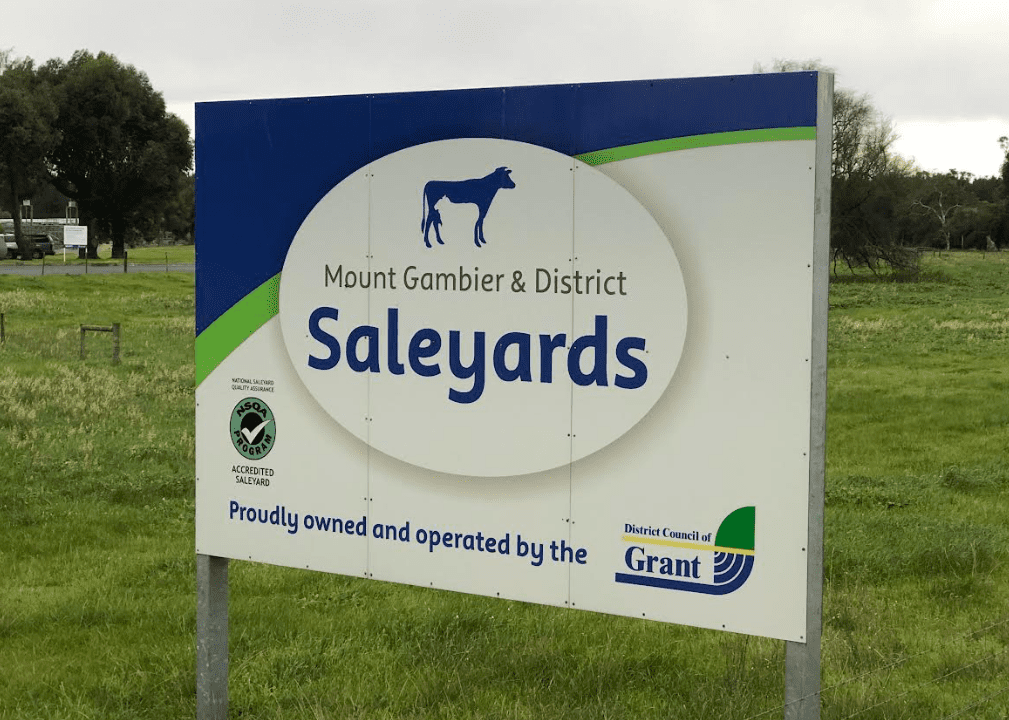 Mount Gambier & District
Saleyards
NATIONAL SALEYARD
QUALITY ASSURANCE
NSQA
PROGRAM
ACCREDITED
SALEYARD
Proudly owned and operated by the
District Council of
Grant